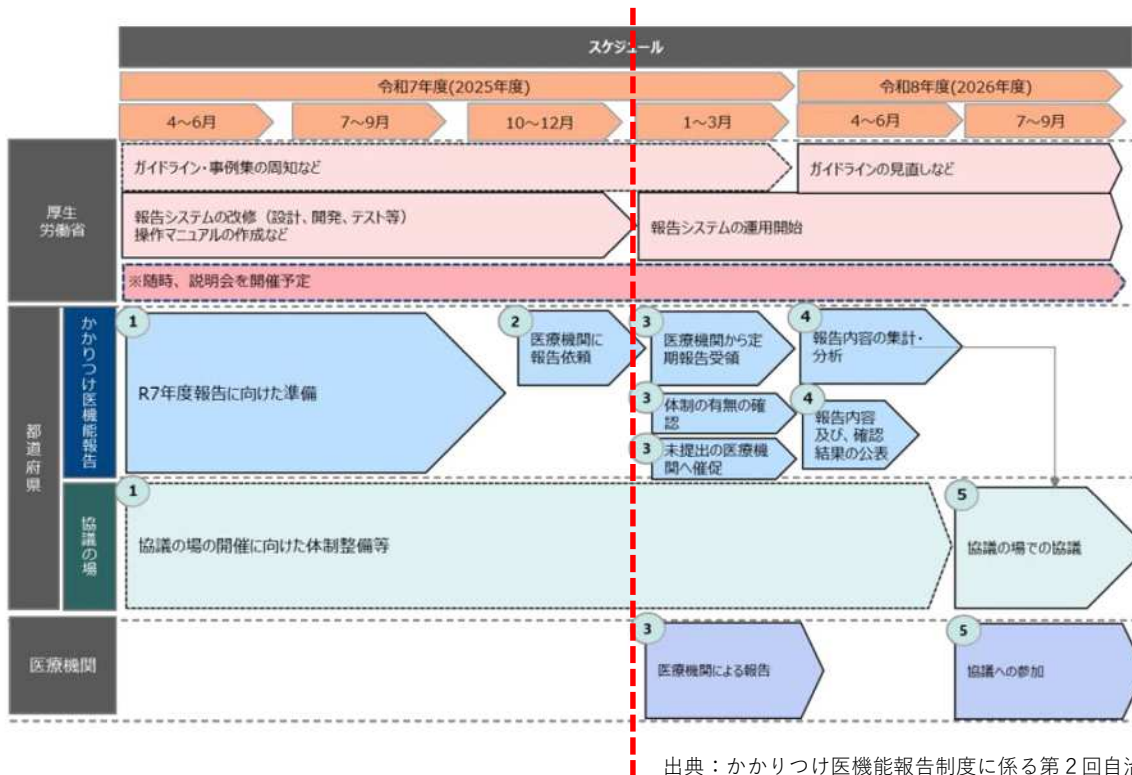 スケジュール
令和7年度(2025年度)
令和8年度(2026年度)
4～6月
7～9月
10～12月
1～3月
4～6月
7～9月
厚生
労働省
ガイドライン・事例集の周知など
ガイドラインの見直しなど
報告システムの改修（設計、開発、テスト等）
操作マニュアルの作成など
報告システムの運用開始
※随時、説明会を開催予定
都道府県
かかりつけ医機能報告
1
R7年度報告に向けた準備
2
医療機関に
報告依頼
3
医療機関から定
期報告受領
4
報告内容の集計・
分析
3
体制の有無の確
認
4
報告内容
及び、確認
結果の公表
3
未提出の医療機
関へ催促
協議の場
1
協議の場の開催に向けた体制整備等
5
協議の場での協議
医療機関
3
医療機関による報告
5
協議への参加
出典：かかりつけ医機能報告制度に係る第２回自